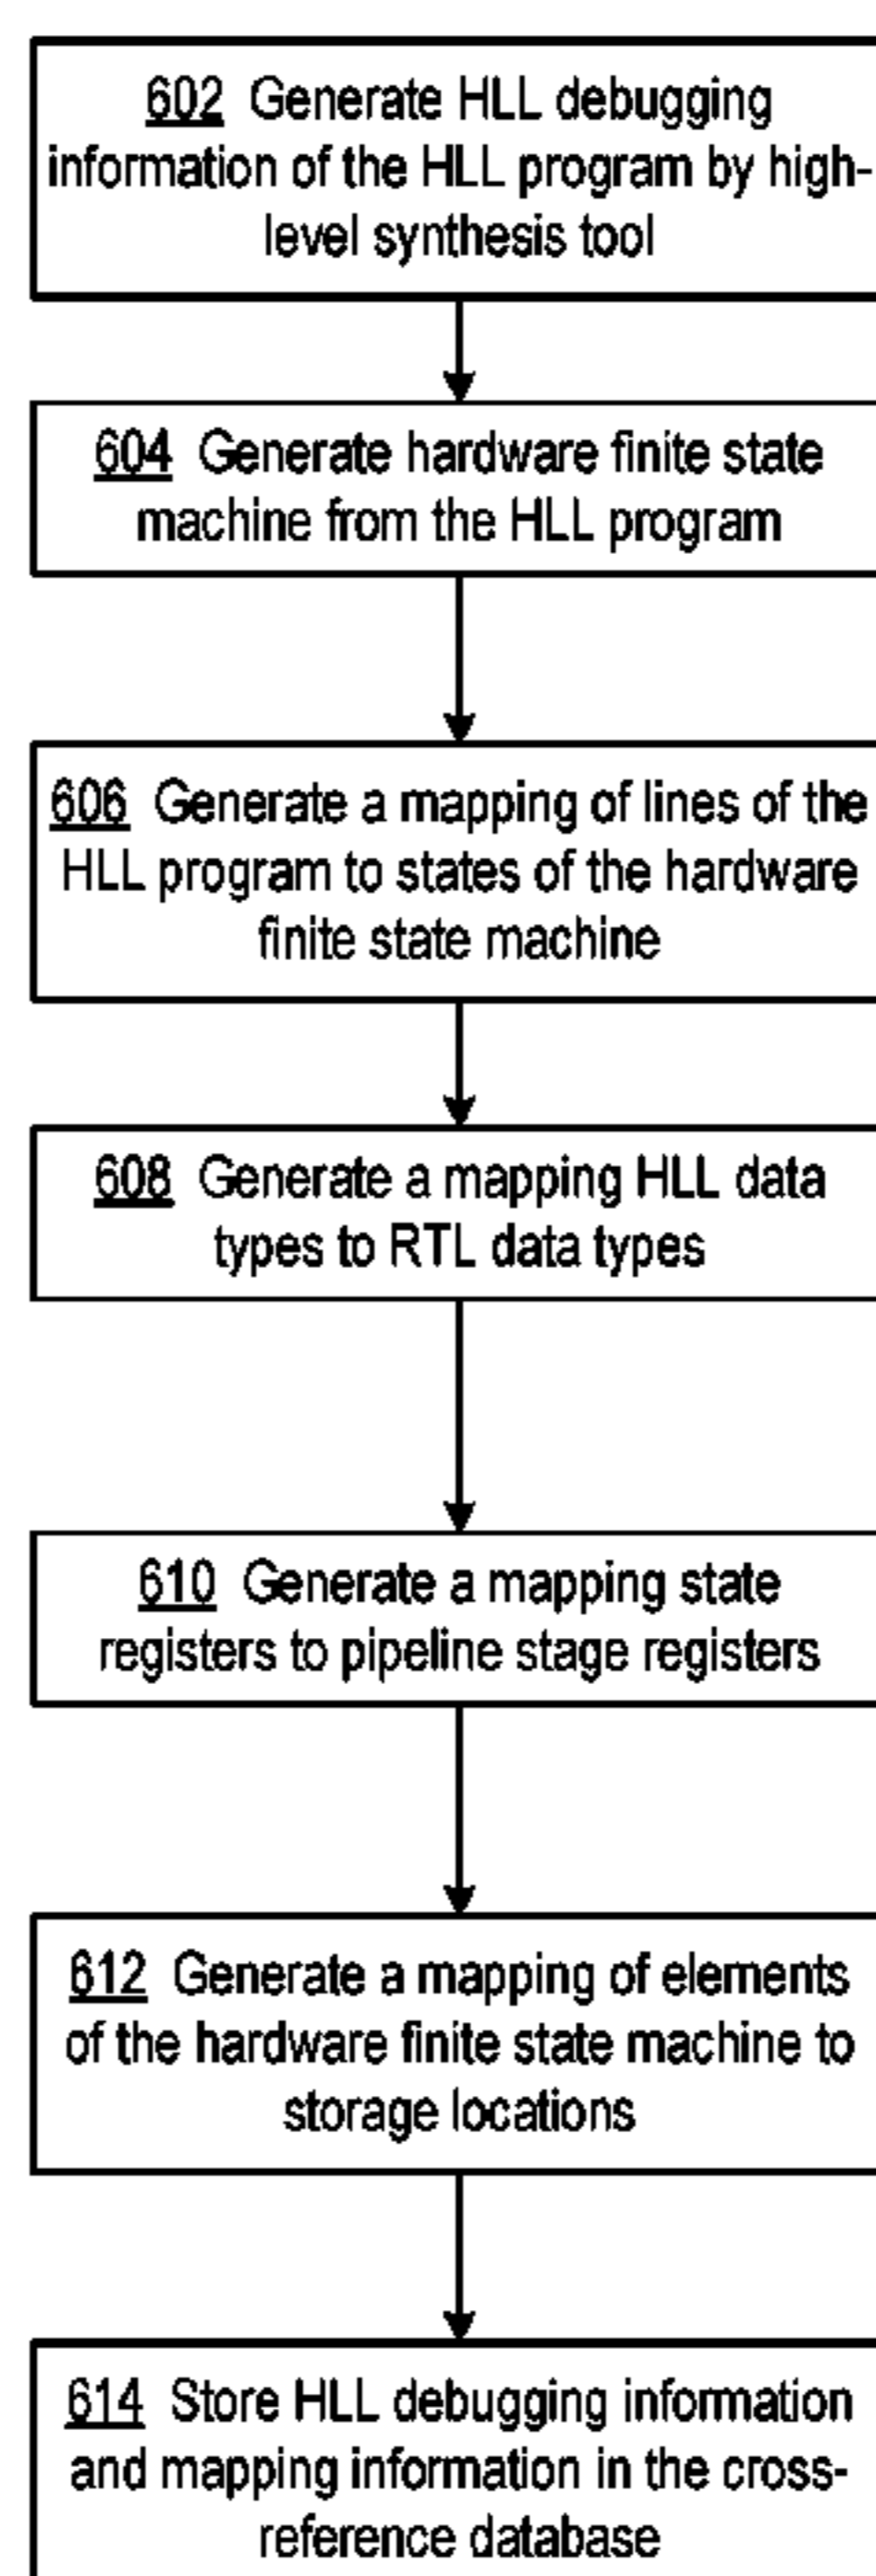 602 Generate HLL debugging
information of the HLL program by high-
level synthesis tool
604 Generate hardware finite state
machine from the HLL program
606 Generate a mapping of lines of the
HLL program to states of the hardware
finite state machine
608 Generate a mapping HLL data
types to RTL data types
610 Generate a mapping state
registers to pipeline stage registers
612 Generate a mapping of elements
of the hardware finite state machine to
storage locations
614 Store HLL debugging information
and mapping information in the cross-
reference database